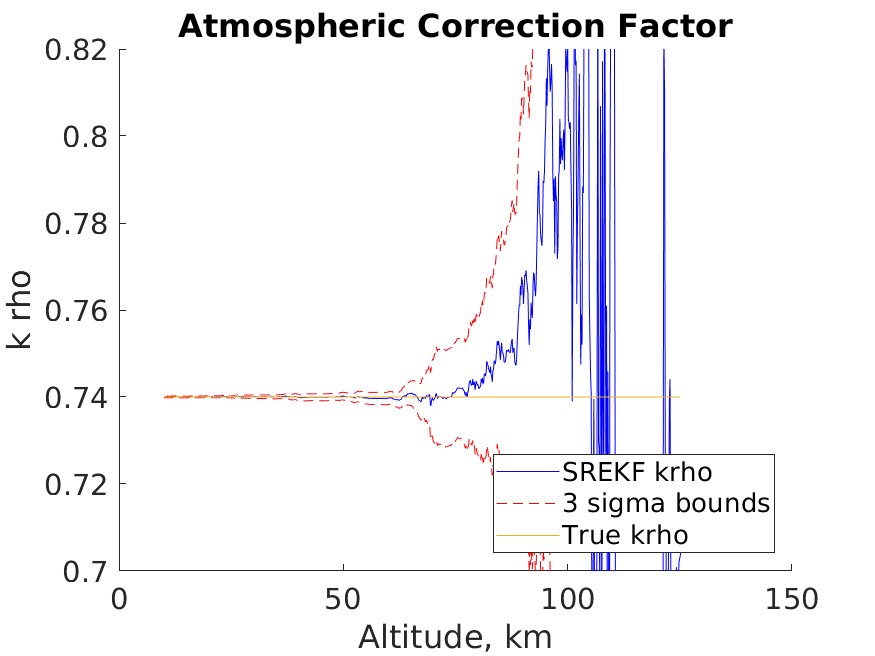 Atmospheric Correction Factor
0.82
0.8
0.78
0.76
0.74
0.72
0.7
k rho
0
50
100
150
Altitude, km
SREKF krho
3 sigma bounds
True krho